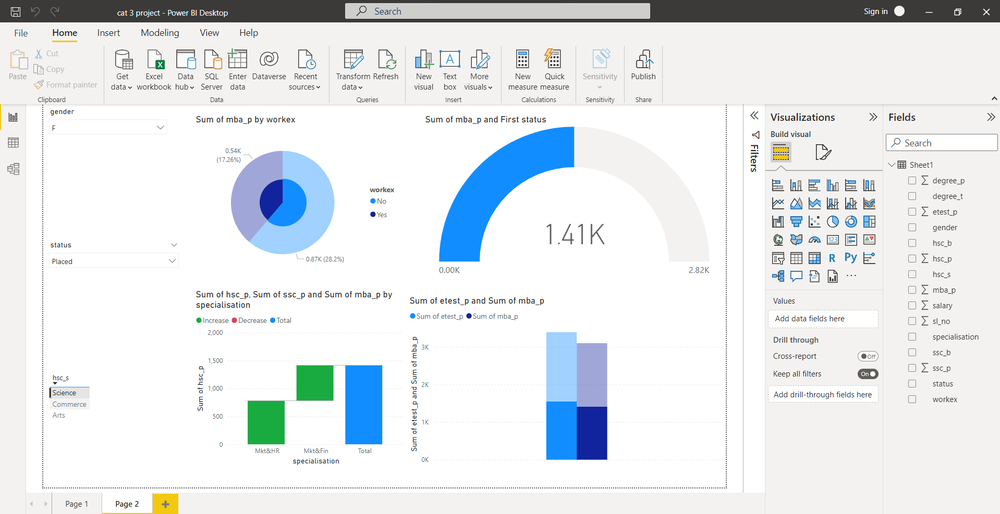 cat 3 project - Power BI Desktop
Search
Sign in
File
Home
Insert
Modeling
View
Help
Paste
Cut
Copy
Format painter
Clipboard
Get data
Excel workbook
Data hub
SQL Server
Enter data
Dataverse
Recent sources
Data
Transform data
Refresh
Queries
New visual
Text box
More visuals
Insert
New measure
Quick measure
Calculations
Sensitivity
Sensitivity
Publish
Share
gender
F
status
Placed
hsc_s
Science
Commerce
Arts
Sum of mba_p by workex
0.54K
(17.26%)
0.87K (28.2%)
workex
No
Yes
Sum of mba_p and First status
1.41K
0.00K
2.82K
Sum of hsc_p, Sum of ssc_p and Sum of mba_p by
specialisation
Increase
Decrease
Total
Sum of hsc_p
2,000
1,500
1,000
500
0
Mkt&HR
Mkt&Fin
Total
specialisation
Sum of etest_p and Sum of mba_p
Sum of etest_p
Sum of mba_p
Sum of etest_p and Sum of mba_p
3K
2K
1K
0K
Filters
Visualizations
Build visual
123
R
Py
...
Values
Add data fields here
Drill through
Cross-report
Off
Keep all filters
On
Add drill-through fields here
Fields
Search
Sheet1
degree_p
degree_t
etest_p
gender
hsc_b
hsc_p
hsc_s
mba_p
salary
sl_no
specialisation
ssc_b
ssc_p
status
workex
Page 1
Page 2